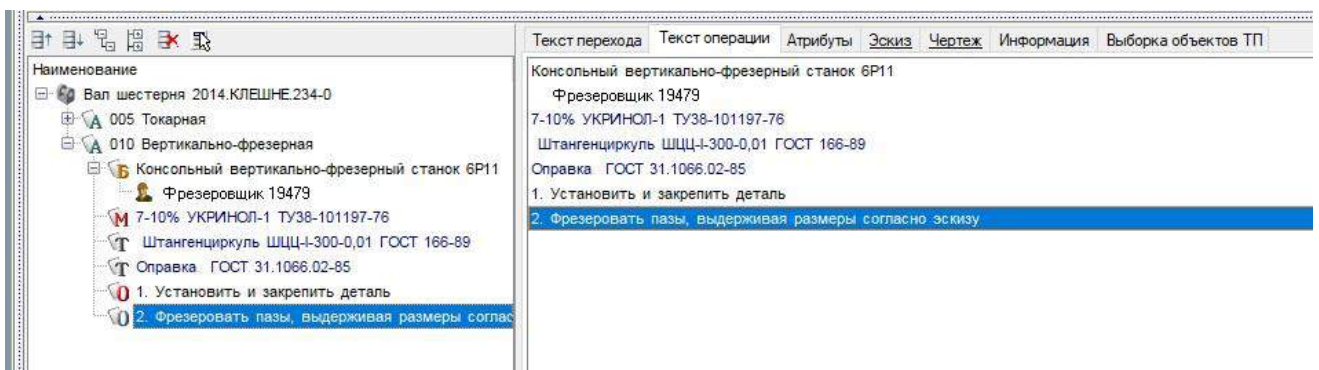 Текст перехода Текст операции Атрибуты Эскиз Чертеж Информация Выборка объектов ТП
Наименование
Вал шестерня 2014.КЛЕШНЕ.234-0
A 005 Токарная
A 010 Вертикально-фрезерная
Б Консольный вертикально-фрезерный станок 6Р11
Фрезеровщик 19479
М 7-10% УКРИНОЛ-1 ТУ38-101197-76
Т Штангенциркуль ШЦЦ-I-300-0,01 ГОСТ 166-89
Т Оправка ГОСТ 31.1066.02-85
О 1. Установить и закрепить деталь
О 2. Фрезеровать пазы, выдерживая размеры соглас
Консольный вертикально-фрезерный станок 6Р11
Фрезеровщик 19479
7-10% УКРИНОЛ-1 ТУ38-101197-76
Штангенциркуль ШЦЦ-I-300-0,01 ГОСТ 166-89
Оправка ГОСТ 31.1066.02-85
1. Установить и закрепить деталь
2. Фрезеровать пазы, выдерживая размеры согласно эскизу